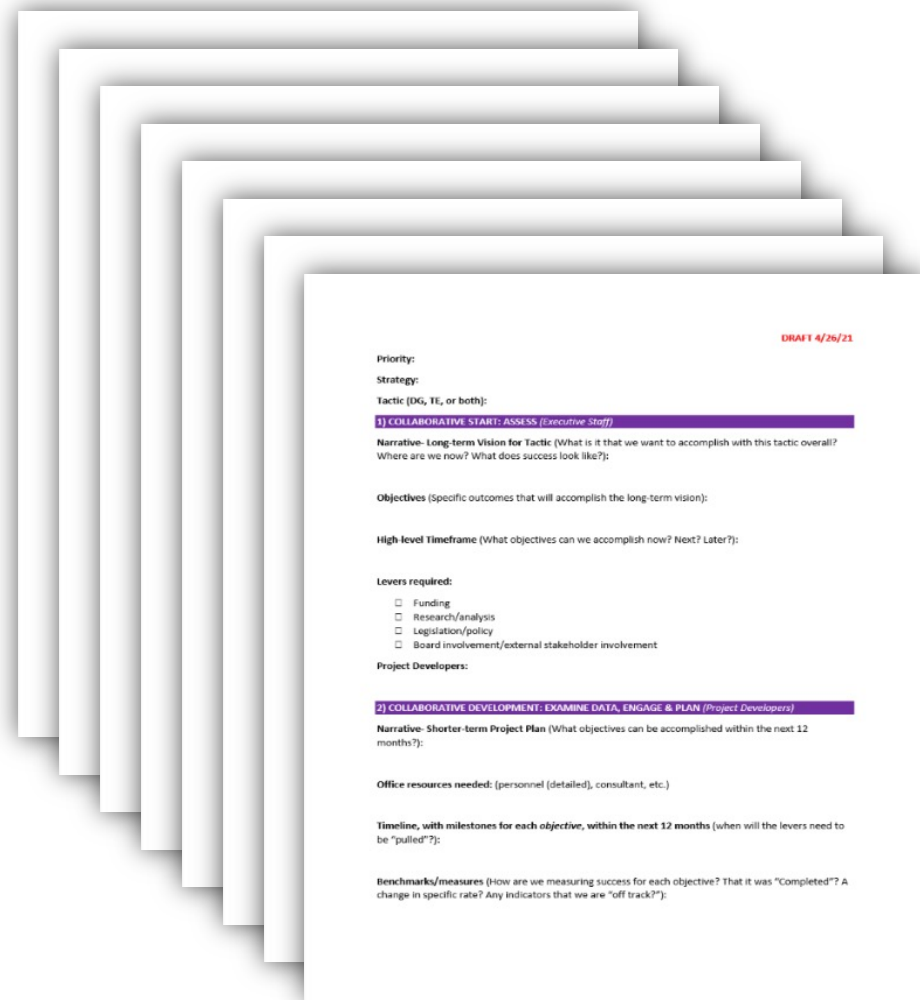 DRAFT 4/26/21
Priority:
Strategy:
Tactic (DG, TE, or both):
1) COLLABORATIVE START: ASSESS (Executive Staff)
Narrative- Long-term Vision for Tactic (What is it that we want to accomplish with this tactic overall?
Where are we now? What does success look like?):
Objectives (Specific outcomes that will accomplish the long-term vision):
High-level Timeframe (What objectives can we accomplish now? Next? Later?):
Levers required:
☐ Funding
☐ Research/analysis
☐ Legislation/policy
☐ Board involvement/external stakeholder involvement
Project Developers:
2) COLLABORATIVE DEVELOPMENT: EXAMINE DATA, ENGAGE & PLAN (Project Developers)
Narrative- Shorter-term Project Plan (What objectives can be accomplished within the next 12
months?):
Office resources needed: (personnel (detailed), consultant, etc.)
Timeline, with milestones for each objective, within the next 12 months (when will the levers need to
be “pulled”?):
Benchmarks/measures (How are we measuring success for each objective? That it was “Completed”? A
change in specific rate? Any indicators that we are “off track?”):